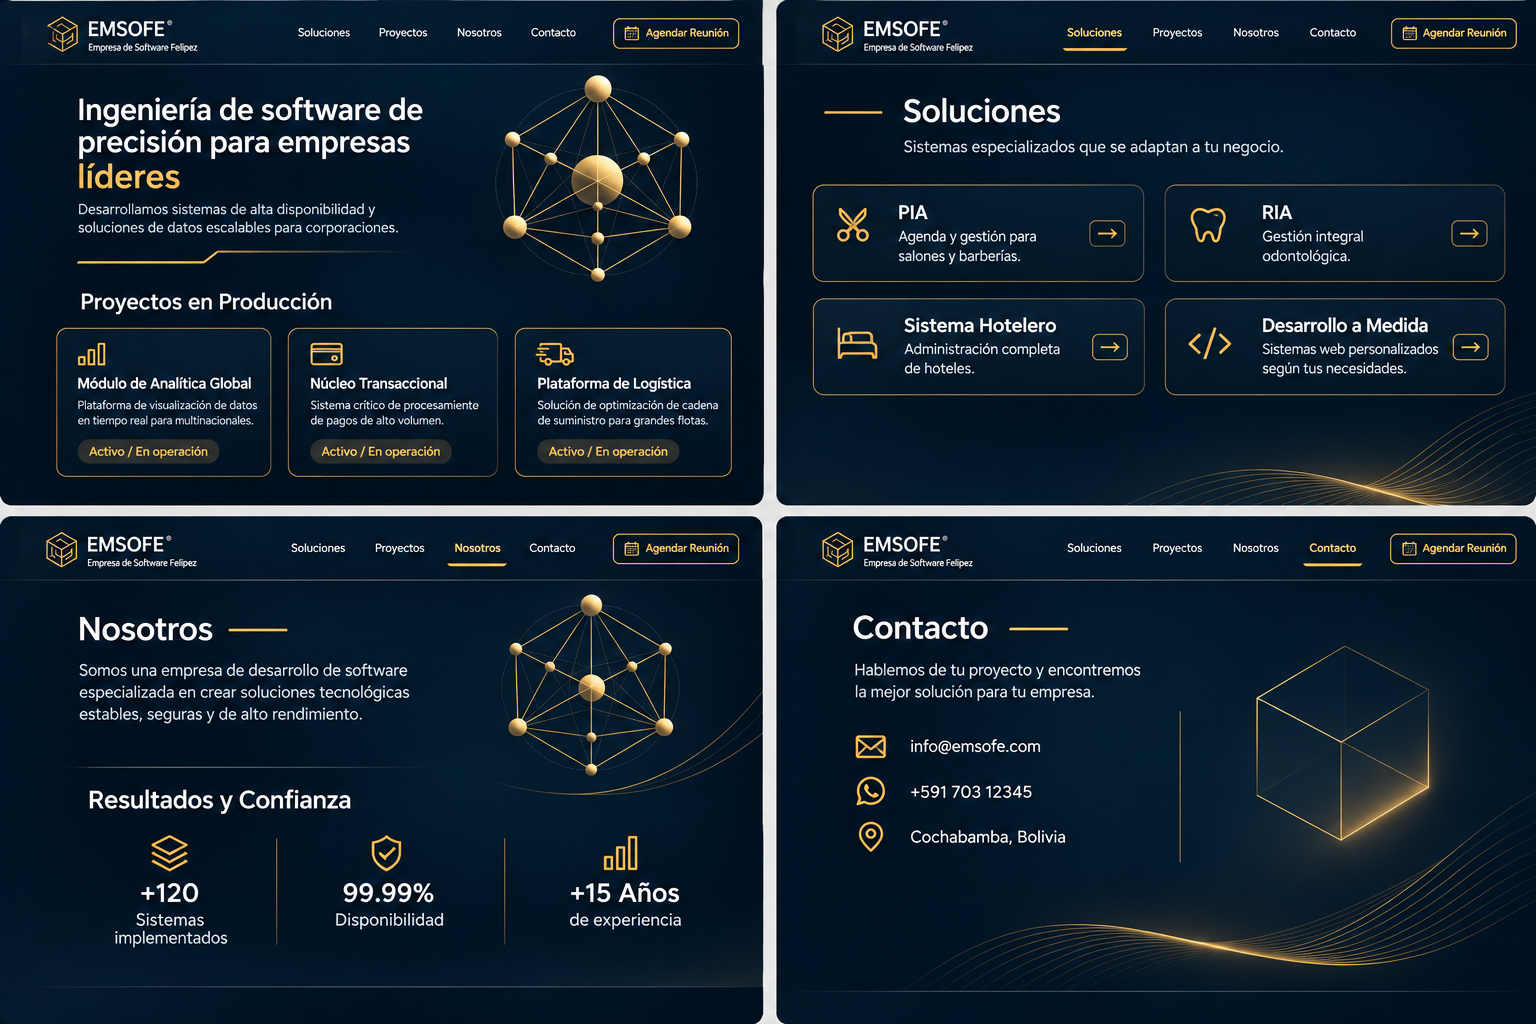 EMSOFE®
Empresa de Software Felipez
Soluciones
Proyectos
Nosotros
Contacto
Agendar Reunión
Ingeniería de software de
precisión para empresas
líderes
Desarrollamos sistemas de alta disponibilidad y
soluciones de datos escalables para corporaciones.
Proyectos en Producción
Módulo de Analítica Global
Plataforma de visualización de datos
en tiempo real para multinacionales.
Activo / En operación
Núcleo Transaccional
Sistema crítico de procesamiento
de pagos de alto volumen.
Activo / En operación
Plataforma de Logística
Solución de optimización de cadena
de suministro para grandes flotas.
Activo / En operación
EMSOFE®
Empresa de Software Felipez
Soluciones
Proyectos
Nosotros
Contacto
Agendar Reunión
Soluciones
Sistemas especializados que se adaptan a tu negocio.
PIA
Agenda y gestión para
salones y barberías.
RIA
Gestión integral
odontológica.
Sistema Hotelero
Administración completa
de hoteles.
Desarrollo a Medida
Sistemas web personalizados
según tus necesidades.
EMSOFE®
Empresa de Software Felipez
Soluciones
Proyectos
Nosotros
Contacto
Agendar Reunión
Nosotros
Somos una empresa de desarrollo de software
especializada en crear soluciones tecnológicas
estables, seguras y de alto rendimiento.
Resultados y Confianza
+120
Sistemas
implementados
99.99%
Disponibilidad
+15 Años
de experiencia
EMSOFE®
Empresa de Software Felipez
Soluciones
Proyectos
Nosotros
Contacto
Agendar Reunión
Contacto
Hablemos de tu proyecto y encontremos
la mejor solución para tu empresa.
info@emsofe.com
+591 703 12345
Cochabamba, Bolivia